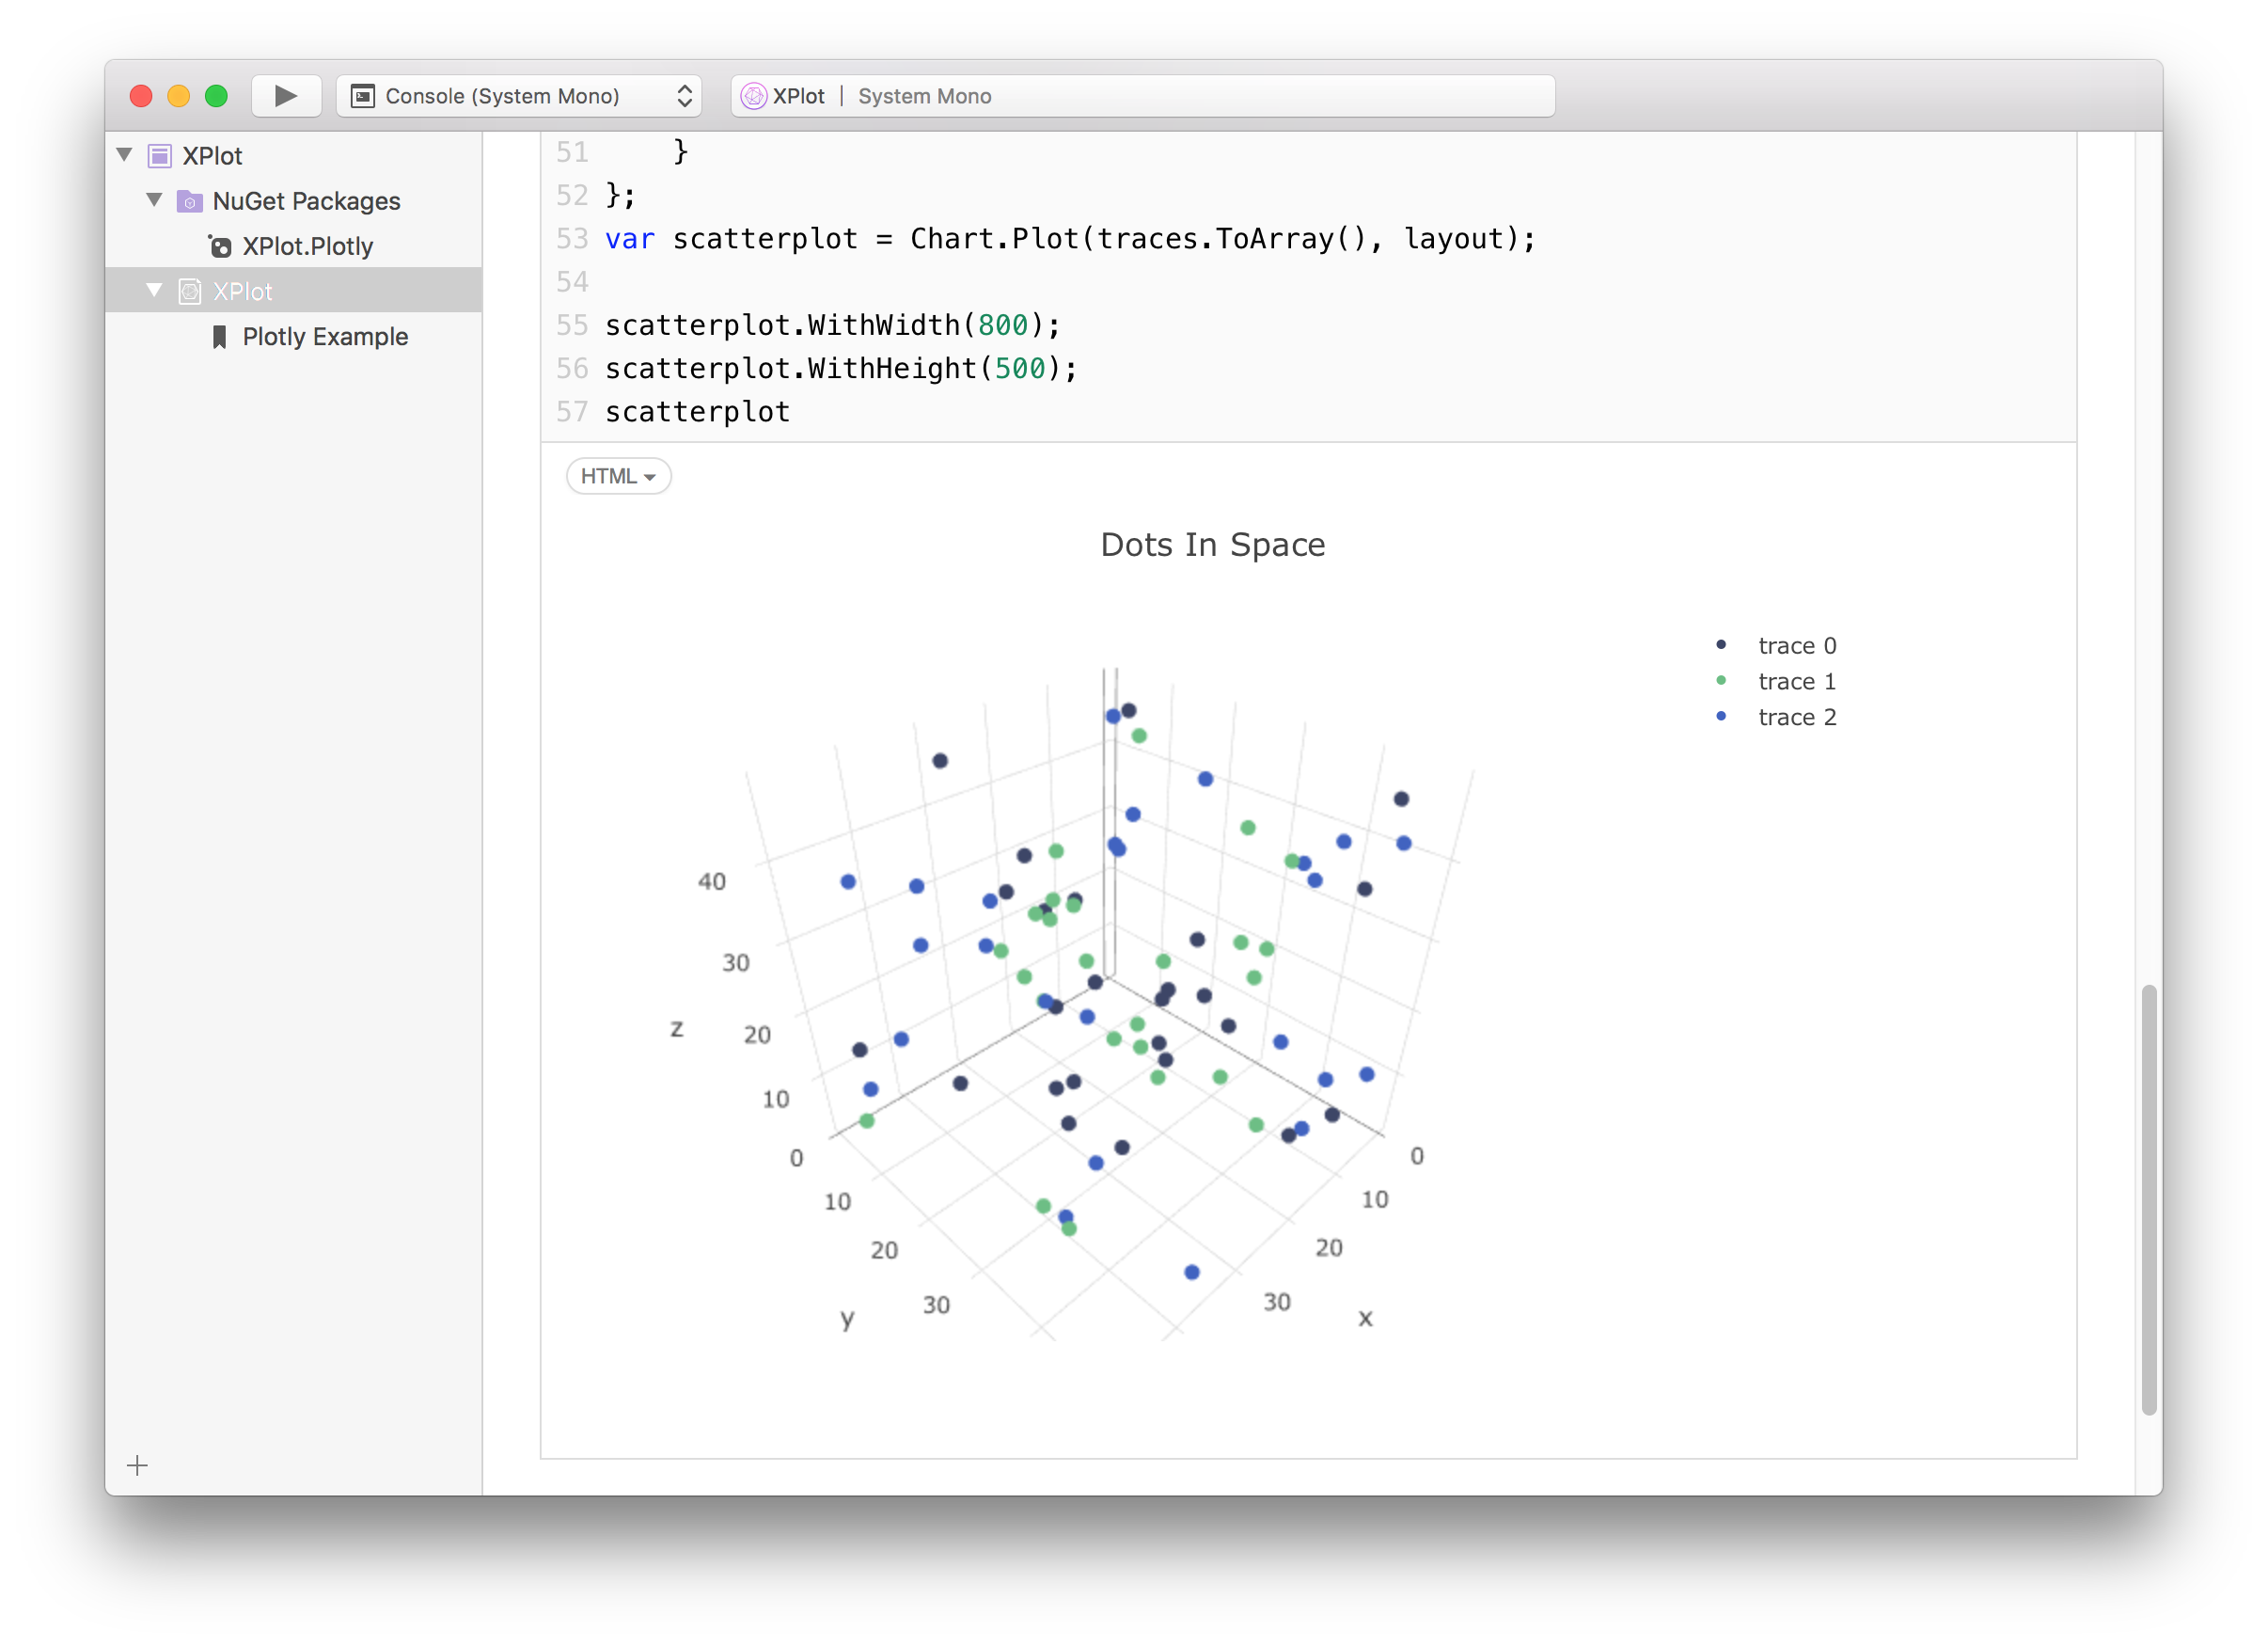 Console (System Mono)
XPlot | System Mono
XPlot
NuGet Packages
XPlot.Plotly
XPlot
Plotly Example
51 }
52 };
53 var scatterplot = Chart.Plot(traces.ToArray(), layout);
54
55 scatterplot.WithWidth(800);
56 scatterplot.WithHeight(500);
57 scatterplot
HTML
Dots In Space
trace 0
trace 1
trace 2
40
30
z
20
10
0
10
20
30
y
0
10
20
30
x